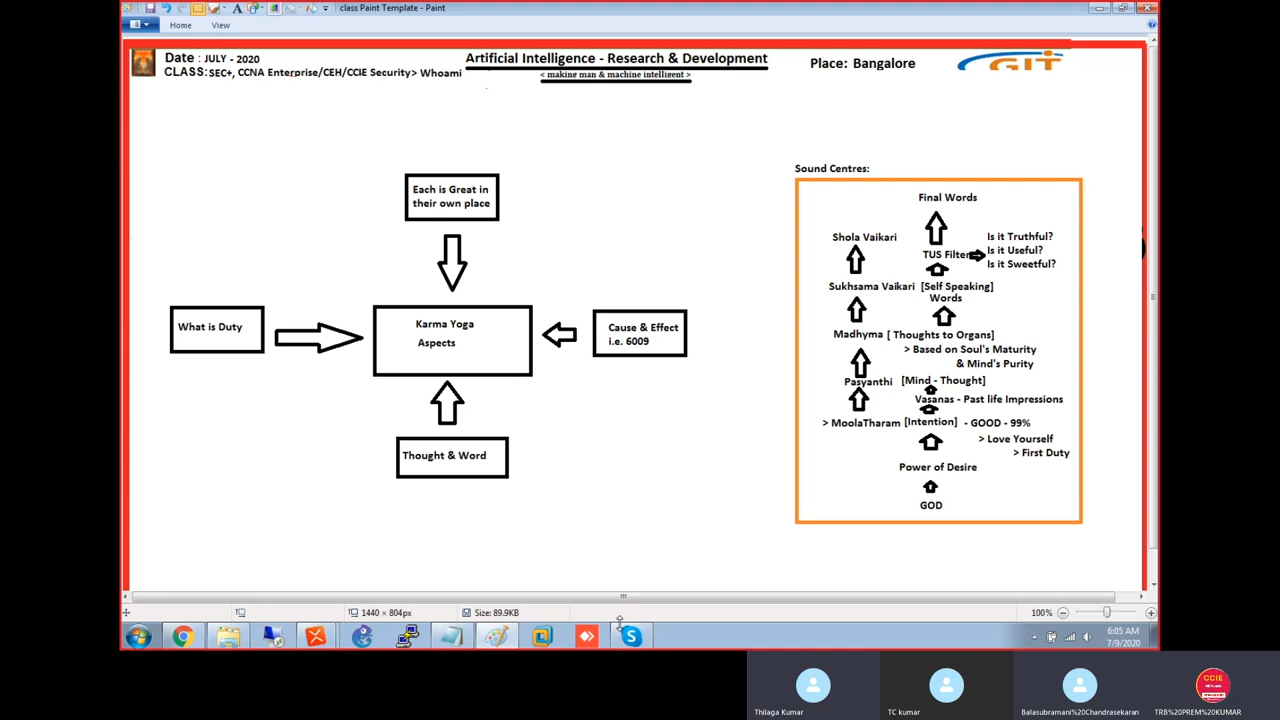 class Paint Template - Paint
Home
View
Date : JULY - 2020
CLASS: SEC+, CCNA Enterprise/CEH/CCIE Security> Whoami
Artificial Intelligence - Research & Development
< making man & machine intelligent >
Place: Bangalore
GIT
Each is Great in
their own place
What is Duty
Karma Yoga
Aspects
Cause & Effect
i.e. 6009
Thought & Word
Sound Centres:
Final Words
Shola Vaikari
TUS Filter
Is it Truthful?
Is it Useful?
Is it Sweetful?
Sukhsama Vaikari [Self Speaking]
Words
Madhyma [ Thoughts to Organs]
> Based on Soul's Maturity
& Mind's Purity
Pasyanthi [Mind - Thought]
Vasanas - Past life Impressions
> MoolaTharam [Intention] - GOOD - 99%
> Love Yourself
> First Duty
Power of Desire
GOD
1440 × 804px
Size: 89.9KB
100%
6:05 AM
7/9/2020
Thilaga Kumar
TC kumar
Balasubramani%20Chandrasekaran
CCIE
TRB%20PREM%20KUMAR